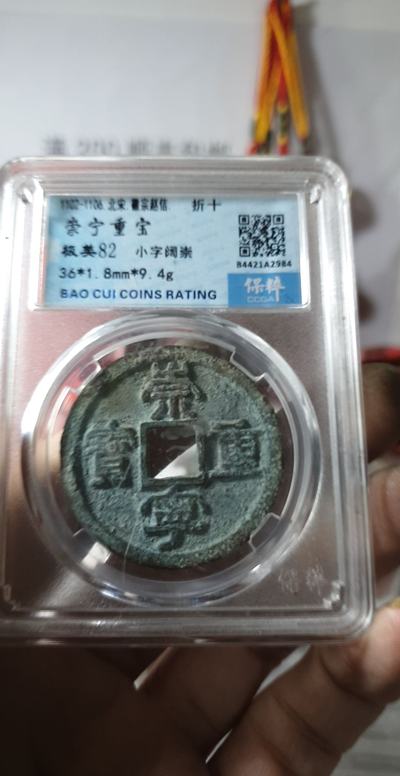 1102-1106 北宋 徽宗赵佶 折十
崇宁重宝
极美82 小字阔崇
36*1.8mm*9.4g
BAO CUI COINS RATING
B4421A2984
保粹
CCGA
崇
寶 重
寧